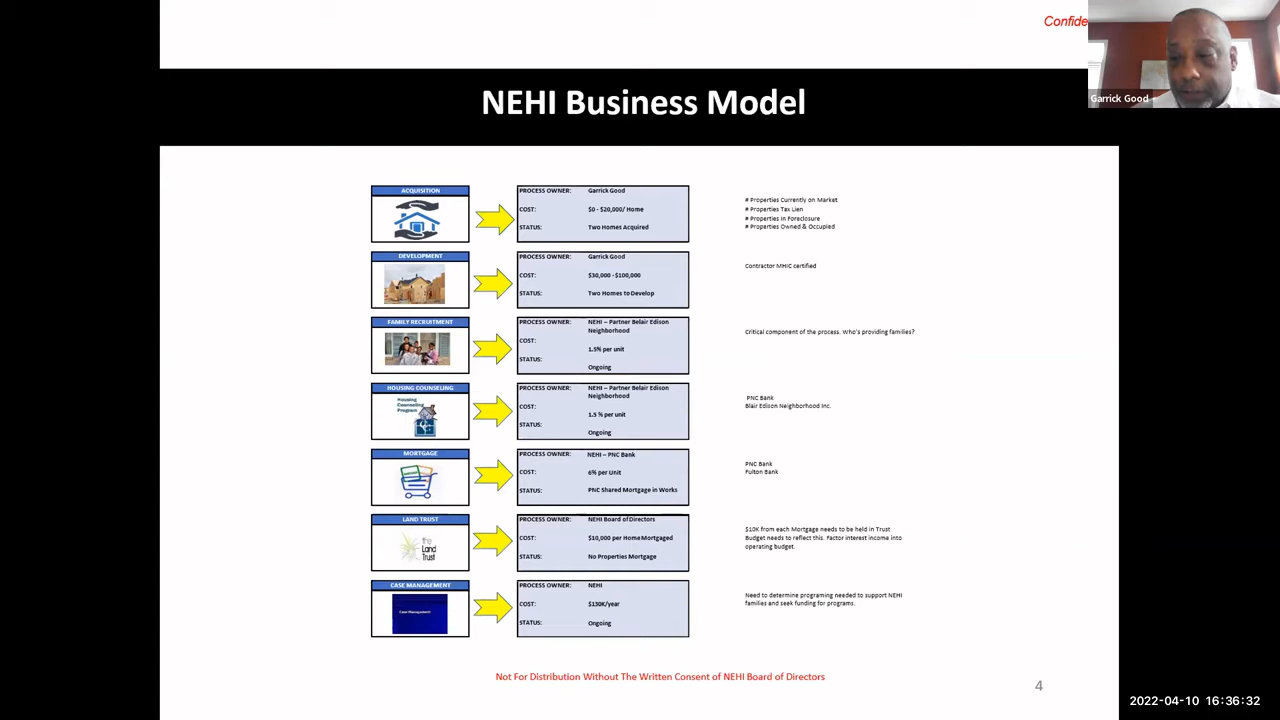 Confide
Garrick Good
NEHI Business Model
ACQUISITION
PROCESS OWNER: Garrick Good
COST: $0 - $20,000/ Home
STATUS: Two Homes Acquired
# Properties Currently on Market
# Properties Tax Lien
# Properties In Foreclosure
# Properties Owned & Occupied
DEVELOPMENT
PROCESS OWNER: Garrick Good
COST: $30,000 -$100,000
STATUS: Two Homes to Develop
Contractor MHIC certified
FAMILY RECRUITMENT
PROCESS OWNER: NEHI – Partner Belair Edison
Neighborhood
COST:
1.5% per unit
STATUS:
Ongoing
Critical component of the process. Who's providing families?
HOUSING COUNSELING
Housing
Counseling
Program
PROCESS OWNER: NEHI – Partner Belair Edison
Neighborhood
COST:
1.5 % per unit
STATUS:
Ongoing
PNC Bank
Blair Edison Neighborhood Inc.
MORTGAGE
PROCESS OWNER: NEHI – PNC Bank
COST: 6% per Unit
STATUS: PNC Shared Mortgage in Works
PNC Bank
Fulton Bank
LAND TRUST
the
Land
Trust
PROCESS OWNER: NEHI Board of Directors
COST: $10,000 per Home Mortgaged
STATUS: No Properties Mortgage
$10K from each Mortgage needs to be held in Trust
Budget needs to reflect this. Factor interest income into
operating budget.
CASE MANAGEMENT
Case Management
PROCESS OWNER: NEHI
COST: $130K/year
STATUS: Ongoing
Need to determine programing needed to support NEHI
families and seek funding for programs.
Not For Distribution Without The Written Consent of NEHI Board of Directors
4
2022-04-10 16:36:32